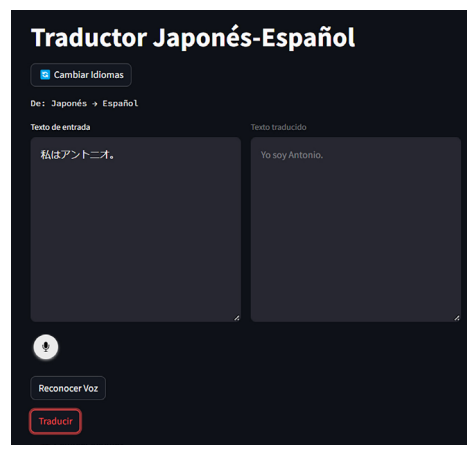 Traductor Japonés-Español
Cambiar Idiomas
De: Japonés → Español
Texto de entrada
Texto traducido
私はアントニオ。
Yo soy Antonio.
Reconocer Voz
Traducir